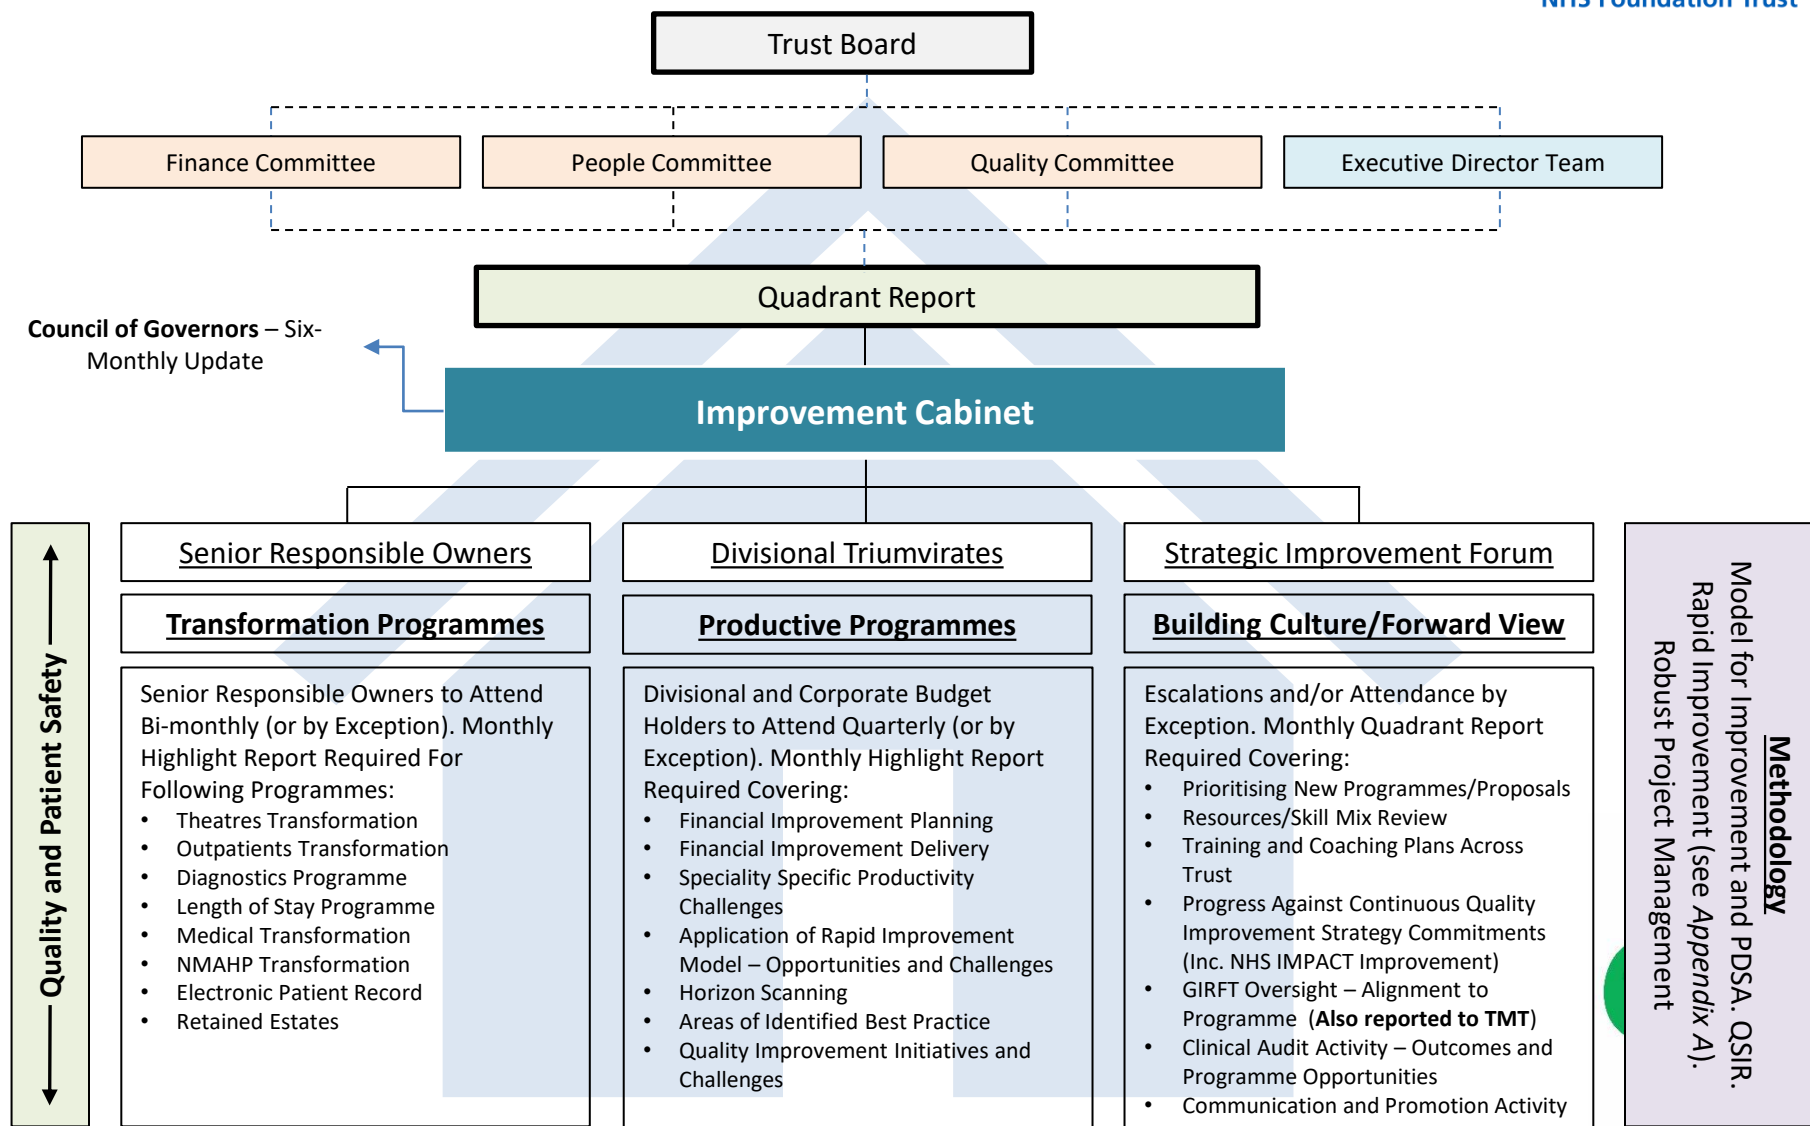 NHS Foundation Trust
Trust Board
Finance Committee
People Committee
Quality Committee
Executive Director Team
Quadrant Report
Council of Governors – Six-
Monthly Update
Improvement Cabinet
Quality and Patient Safety
Senior Responsible Owners
Transformation Programmes
Senior Responsible Owners to Attend
Bi-monthly (or by Exception). Monthly
Highlight Report Required For
Following Programmes:
• Theatres Transformation
• Outpatients Transformation
• Diagnostics Programme
• Length of Stay Programme
• Medical Transformation
• NMAHP Transformation
• Electronic Patient Record
• Retained Estates
Divisional Triumvirates
Productive Programmes
Divisional and Corporate Budget
Holders to Attend Quarterly (or by
Exception). Monthly Highlight Report
Required Covering:
• Financial Improvement Planning
• Financial Improvement Delivery
• Speciality Specific Productivity
Challenges
• Application of Rapid Improvement
Model – Opportunities and Challenges
• Horizon Scanning
• Areas of Identified Best Practice
• Quality Improvement Initiatives and
Challenges
Strategic Improvement Forum
Building Culture/Forward View
Escalations and/or Attendance by
Exception. Monthly Quadrant Report
Required Covering:
• Prioritising New Programmes/Proposals
• Resources/Skill Mix Review
• Training and Coaching Plans Across
Trust
• Progress Against Continuous Quality
Improvement Strategy Commitments
(Inc. NHS IMPACT Improvement)
• GIRFT Oversight – Alignment to
Programme (Also reported to TMT)
• Clinical Audit Activity – Outcomes and
Programme Opportunities
• Communication and Promotion Activity
Methodology
Model for Improvement and PDSA. QSIR.
Rapid Improvement (see Appendix A).
Robust Project Management